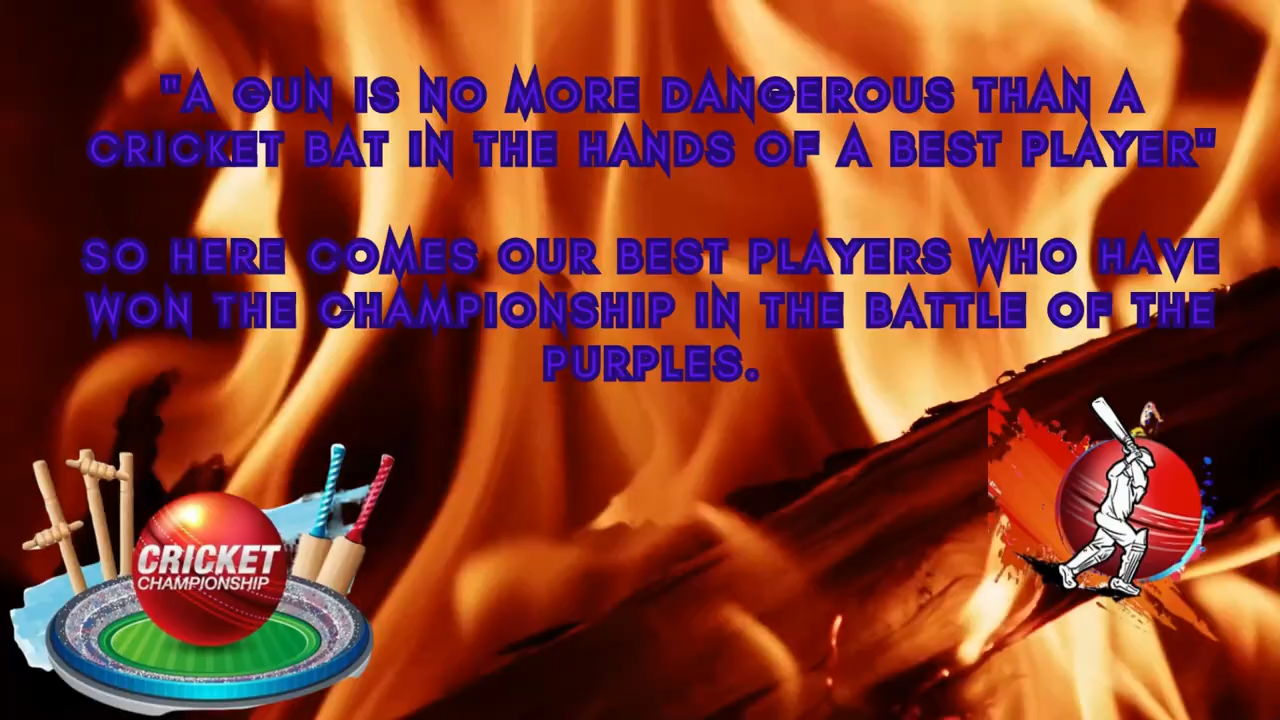 "A GUN IS NO MORE DANGEROUS THAN A
CRICKET BAT IN THE HANDS OF A BEST PLAYER"
SO HERE COMES OUR BEST PLAYERS WHO HAVE
WON THE CHAMPIONSHIP IN THE BATTLE OF THE
PURPLES.
CRICKET
CHAMPIONSHIP